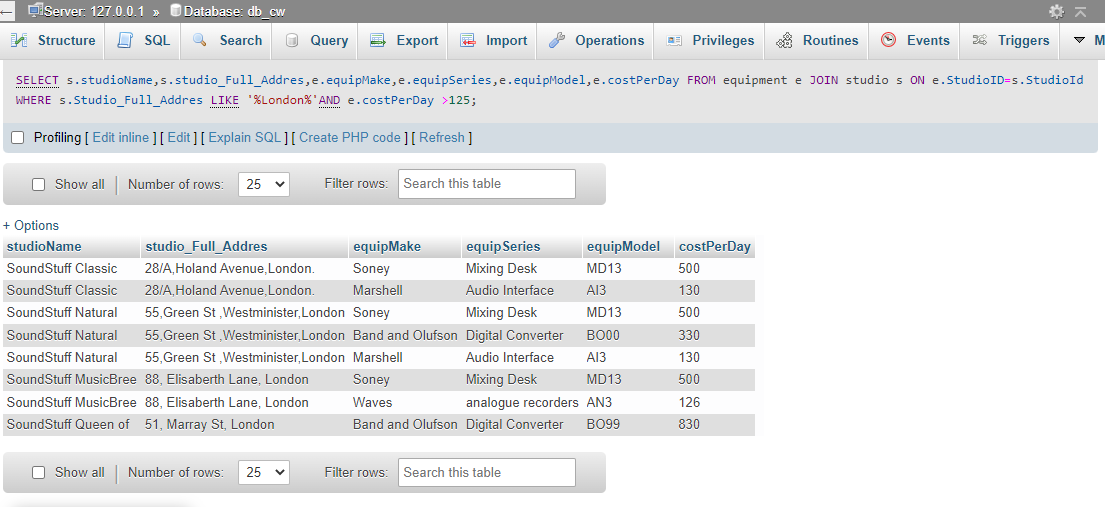 Server: 127.0.0.1 » Database: db_cw
Structure SQL Search Query Export Import Operations Privileges Routines Events Triggers M
SELECT s.studioName,s.studio_Full_Addres,e.equipMake,e.equipSeries,e.equipModel,e.costPerDay FROM equipment e JOIN studio s ON e.StudioID=s.StudioId
WHERE s.Studio_Full_Addres LIKE '%London%'AND e.costPerDay >125;
Profiling [ Edit inline ] [ Edit ] [ Explain SQL ] [ Create PHP code ] [ Refresh ]
Show all Number of rows: 25 Filter rows: Search this table
+ Options
studioName studio_Full_Addres equipMake equipSeries equipModel costPerDay
SoundStuff Classic 28/A,Holand Avenue,London. Soney Mixing Desk MD13 500
SoundStuff Classic 28/A,Holand Avenue,London. Marshell Audio Interface AI3 130
SoundStuff Natural 55,Green St ,Westminister,London Soney Mixing Desk MD13 500
SoundStuff Natural 55,Green St ,Westminister,London Band and Olufson Digital Converter BO00 330
SoundStuff Natural 55,Green St ,Westminister,London Marshell Audio Interface AI3 130
SoundStuff MusicBree 88, Elisaberth Lane, London Soney Mixing Desk MD13 500
SoundStuff MusicBree 88, Elisaberth Lane, London Waves analogue recorders AN3 126
SoundStuff Queen of 51, Marray St, London Band and Olufson Digital Converter BO99 830
Show all Number of rows: 25 Filter rows: Search this table